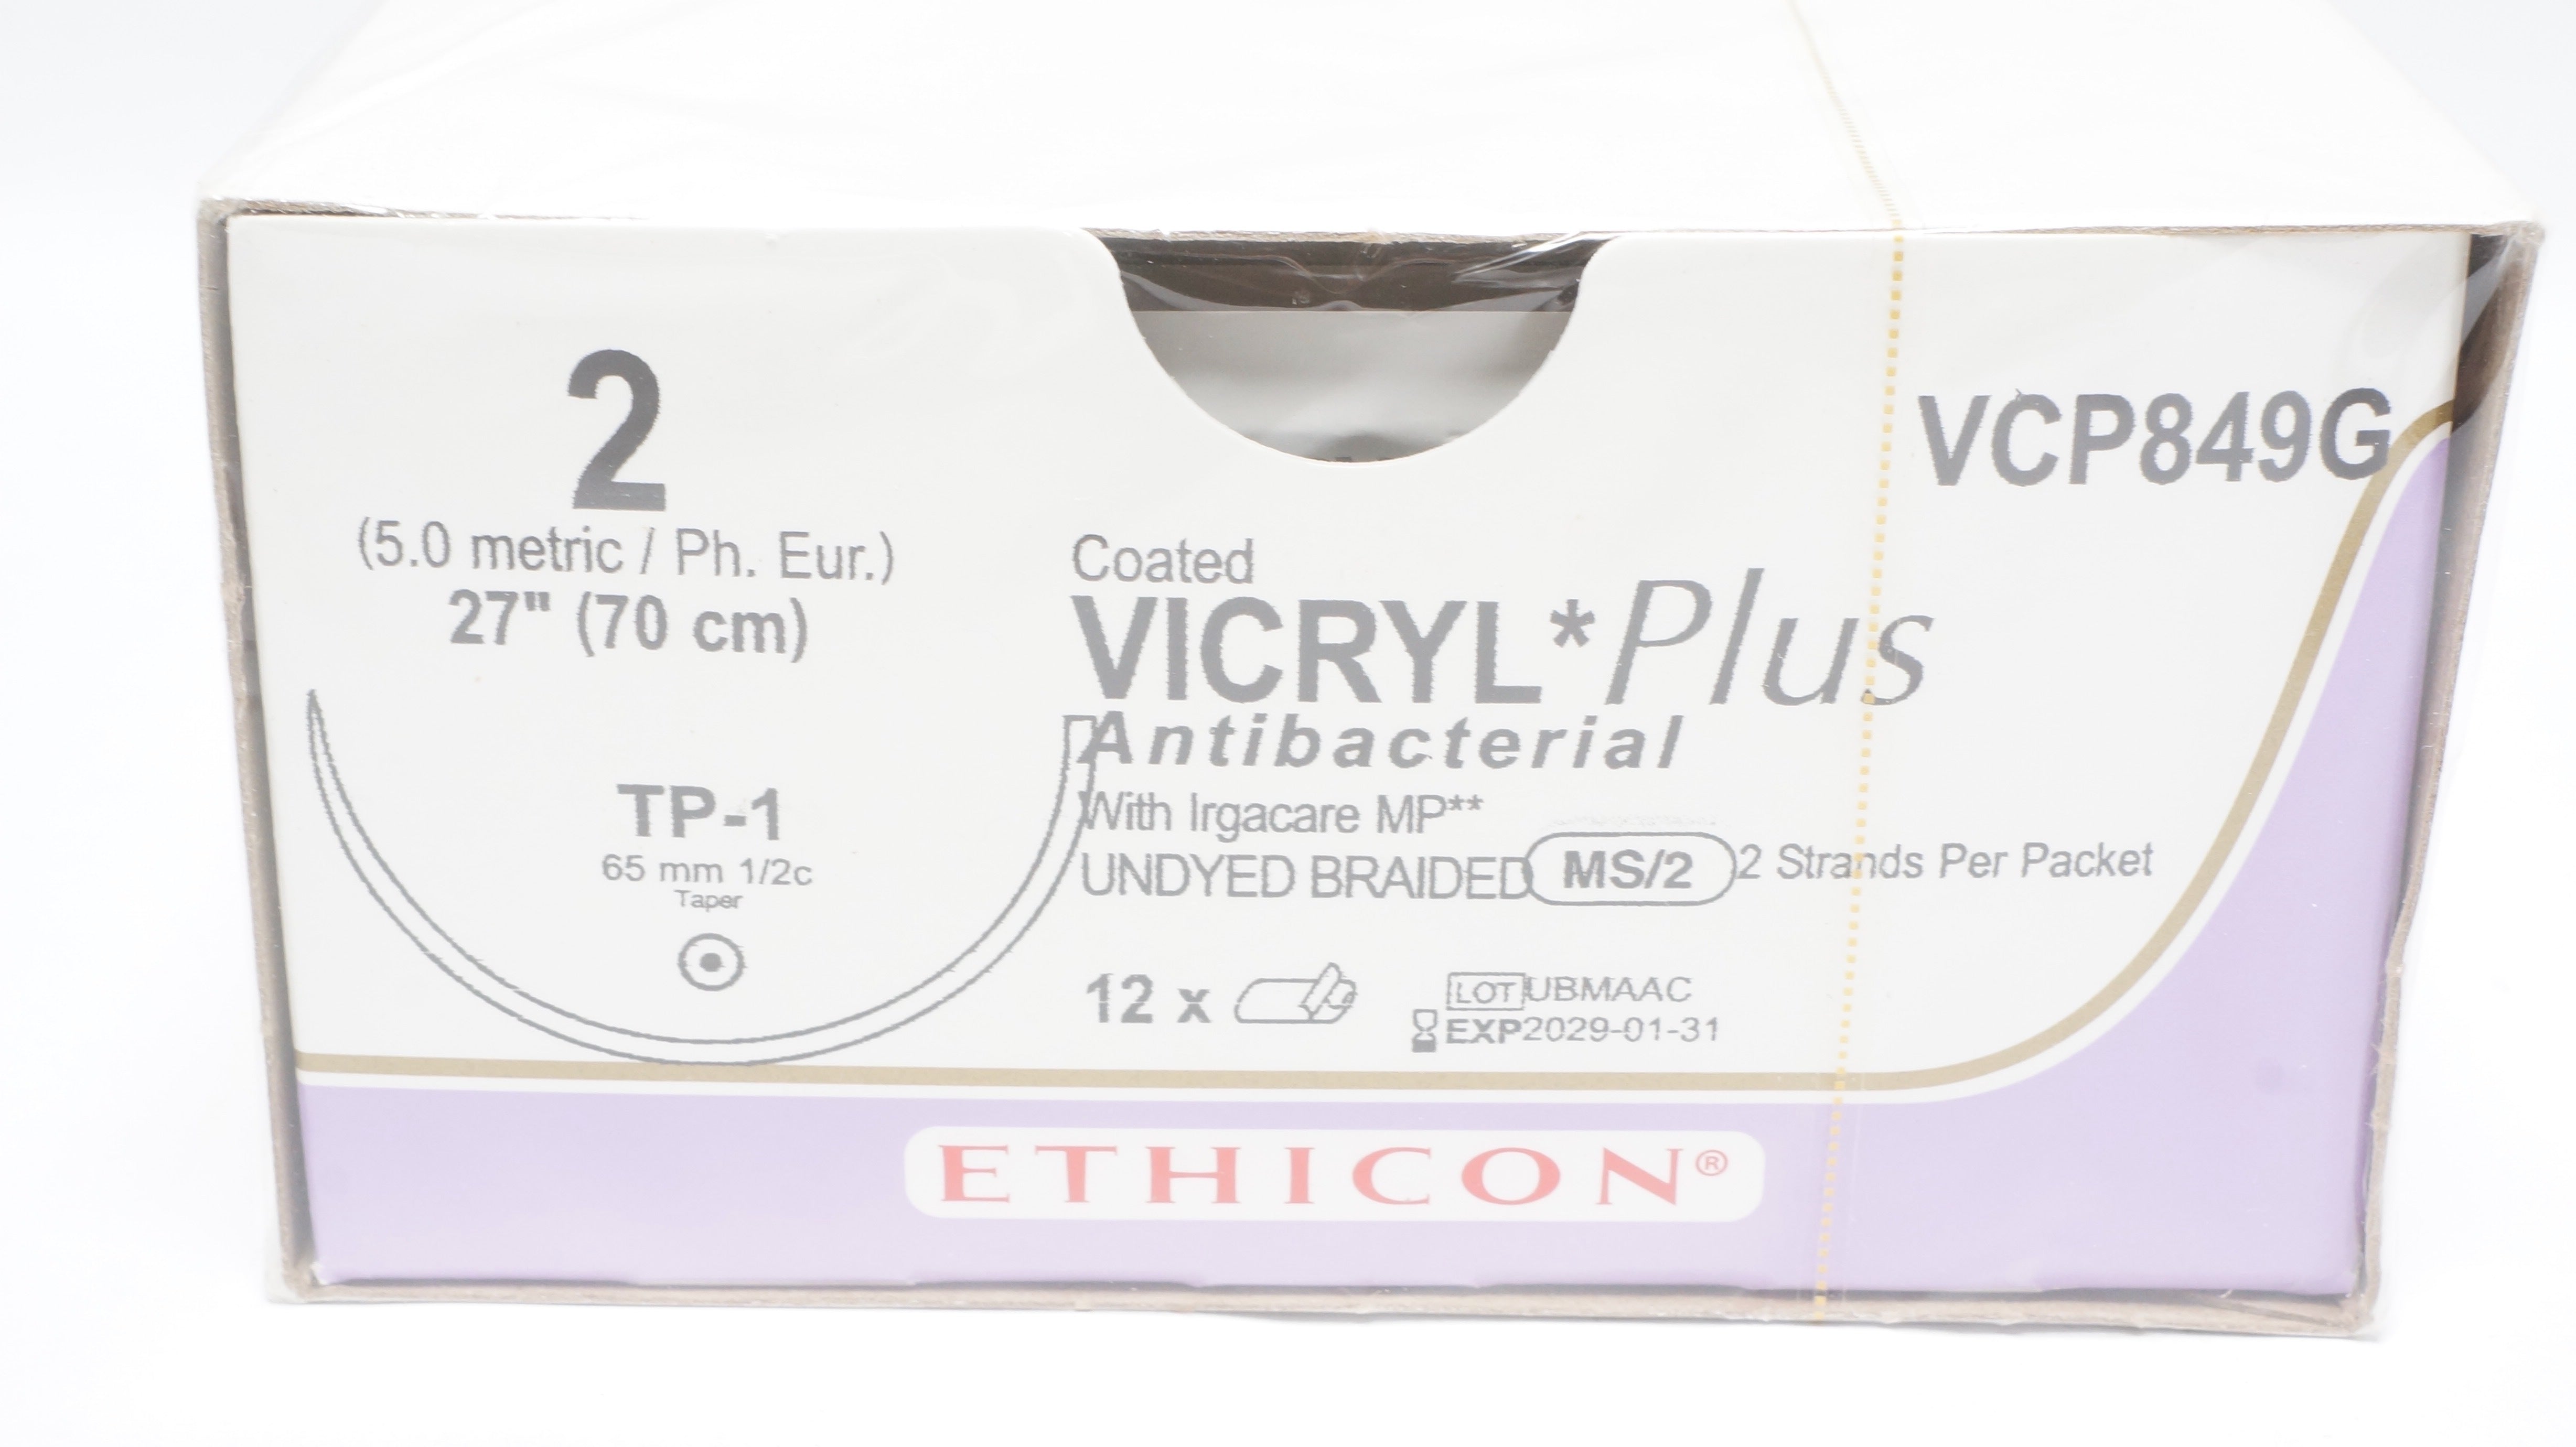 2
(5.0 metric / Ph. Eur.)
27" (70 cm)
TP-1
65 mm 1/2c
Taper
VCP849G
Coated
VICRYL*Plus
Antibacterial
With Irgacare MP**
UNDYED BRAIDED MS/2 2 Strands Per Packet
12 x
LOT UBMAAC
EXP 2029-01-31
ETHICON®